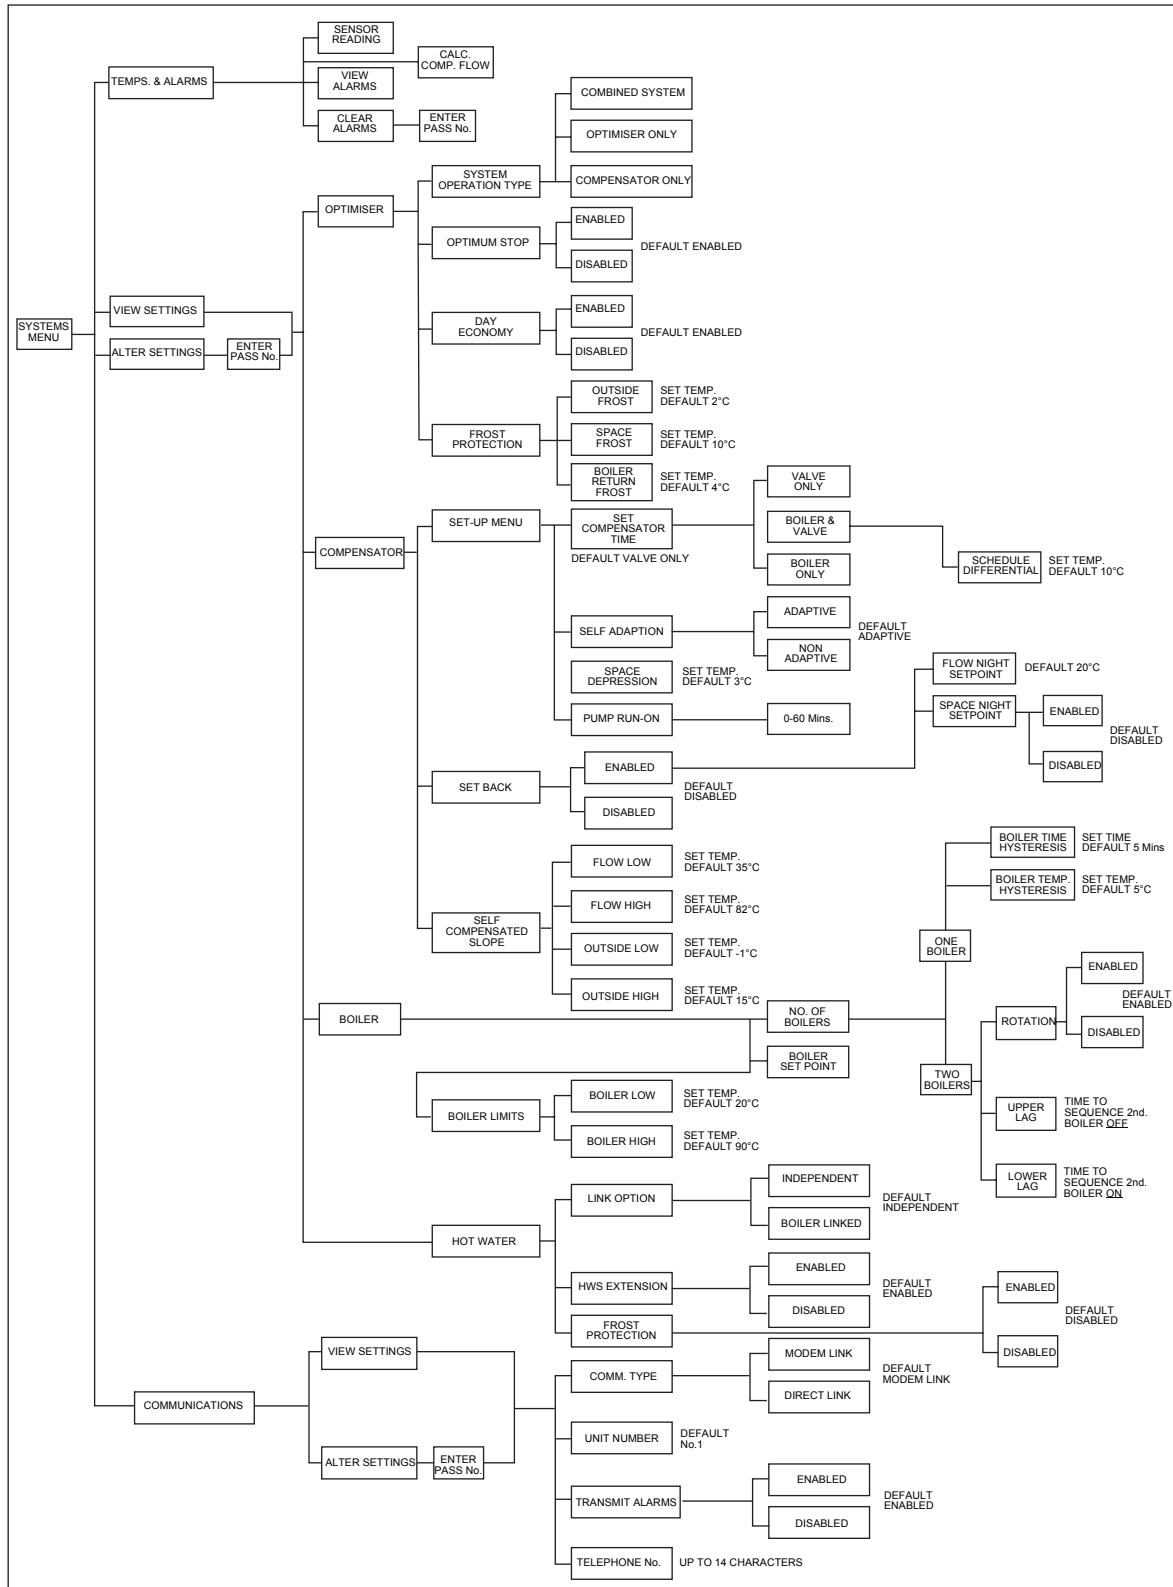 SENSOR
READING
CALC.
COMP. FLOW
TEMPS. & ALARMS
VIEW
ALARMS
CLEAR
ALARMS
ENTER
PASS No.
COMBINED SYSTEM
OPTIMISER ONLY
SYSTEM
OPERATION TYPE
COMPENSATOR ONLY
OPTIMISER
ENABLED
OPTIMUM STOP
DEFAULT ENABLED
DISABLED
VIEW SETTINGS
ENABLED
SYSTEMS
MENU
DAY
ECONOMY
DEFAULT ENABLED
ALTER SETTINGS
ENTER
PASS No.
DISABLED
OUTSIDE
FROST
SET TEMP.
DEFAULT 2°C
FROST
PROTECTION
SPACE
FROST
SET TEMP.
DEFAULT 10°C
BOILER
RETURN
FROST
SET TEMP.
DEFAULT 4°C
VALVE
ONLY
SET-UP MENU
SET
COMPENSATOR
TIME
BOILER &
VALVE
COMPENSATOR
DEFAULT VALVE ONLY
BOILER
ONLY
SCHEDULE
DIFFERENTIAL
SET TEMP.
DEFAULT 10°C
ADAPTIVE
SELF ADAPTION
DEFAULT
ADAPTIVE
NON
ADAPTIVE
SPACE
DEPRESSION
SET TEMP.
DEFAULT 3°C
FLOW NIGHT
SETPOINT
DEFAULT 20°C
PUMP RUN-ON
0-60 Mins.
SPACE NIGHT
SETPOINT
ENABLED
DEFAULT
DISABLED
DISABLED
ENABLED
SET BACK
DEFAULT
DISABLED
DISABLED
BOILER TIME
HYSTERESIS
SET TIME
DEFAULT 5 Mins
FLOW LOW
SET TEMP.
DEFAULT 35°C
BOILER TEMP.
HYSTERESIS
SET TEMP.
DEFAULT 5°C
FLOW HIGH
SET TEMP.
DEFAULT 82°C
SELF
COMPENSATED
SLOPE
ONE
BOILER
OUTSIDE LOW
SET TEMP.
DEFAULT -1°C
ENABLED
OUTSIDE HIGH
SET TEMP.
DEFAULT 15°C
DEFAULT
ENABLED
BOILER
NO. OF
BOILERS
ROTATION
DISABLED
BOILER
SET POINT
TWO
BOILERS
BOILER LIMITS
BOILER LOW
SET TEMP.
DEFAULT 20°C
UPPER
LAG
TIME TO
SEQUENCE 2nd.
BOILER OFF
BOILER HIGH
SET TEMP.
DEFAULT 90°C
LOWER
LAG
TIME TO
SEQUENCE 2nd.
BOILER ON
INDEPENDENT
LINK OPTION
DEFAULT
INDEPENDENT
BOILER LINKED
HOT WATER
ENABLED
HWS EXTENSION
DEFAULT
ENABLED
DISABLED
ENABLED
FROST
PROTECTION
DEFAULT
DISABLED
DISABLED
VIEW SETTINGS
MODEM LINK
COMM. TYPE
DEFAULT
MODEM LINK
DIRECT LINK
COMMUNICATIONS
UNIT NUMBER
DEFAULT
No.1
ALTER SETTINGS
ENTER
PASS No.
ENABLED
TRANSMIT ALARMS
DEFAULT
ENABLED
DISABLED
TELEPHONE No.
UP TO 14 CHARACTERS